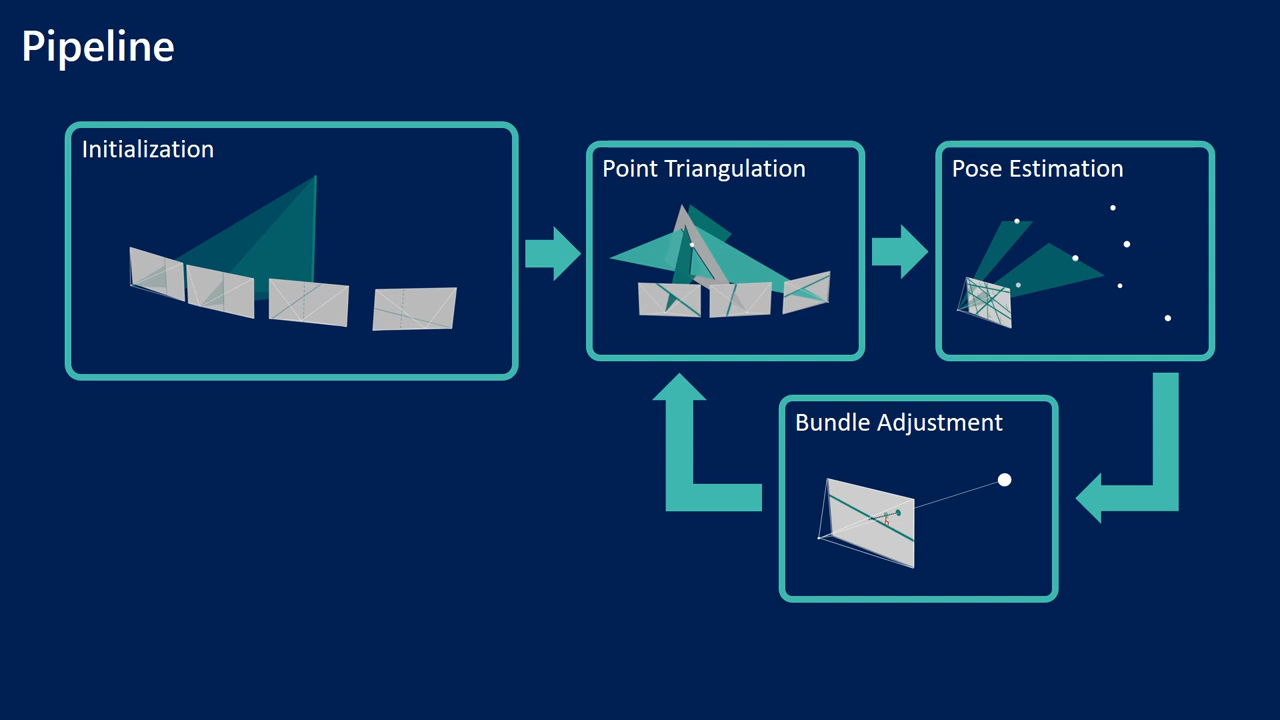 Pipeline
Initialization
Point Triangulation
Pose Estimation
Bundle Adjustment